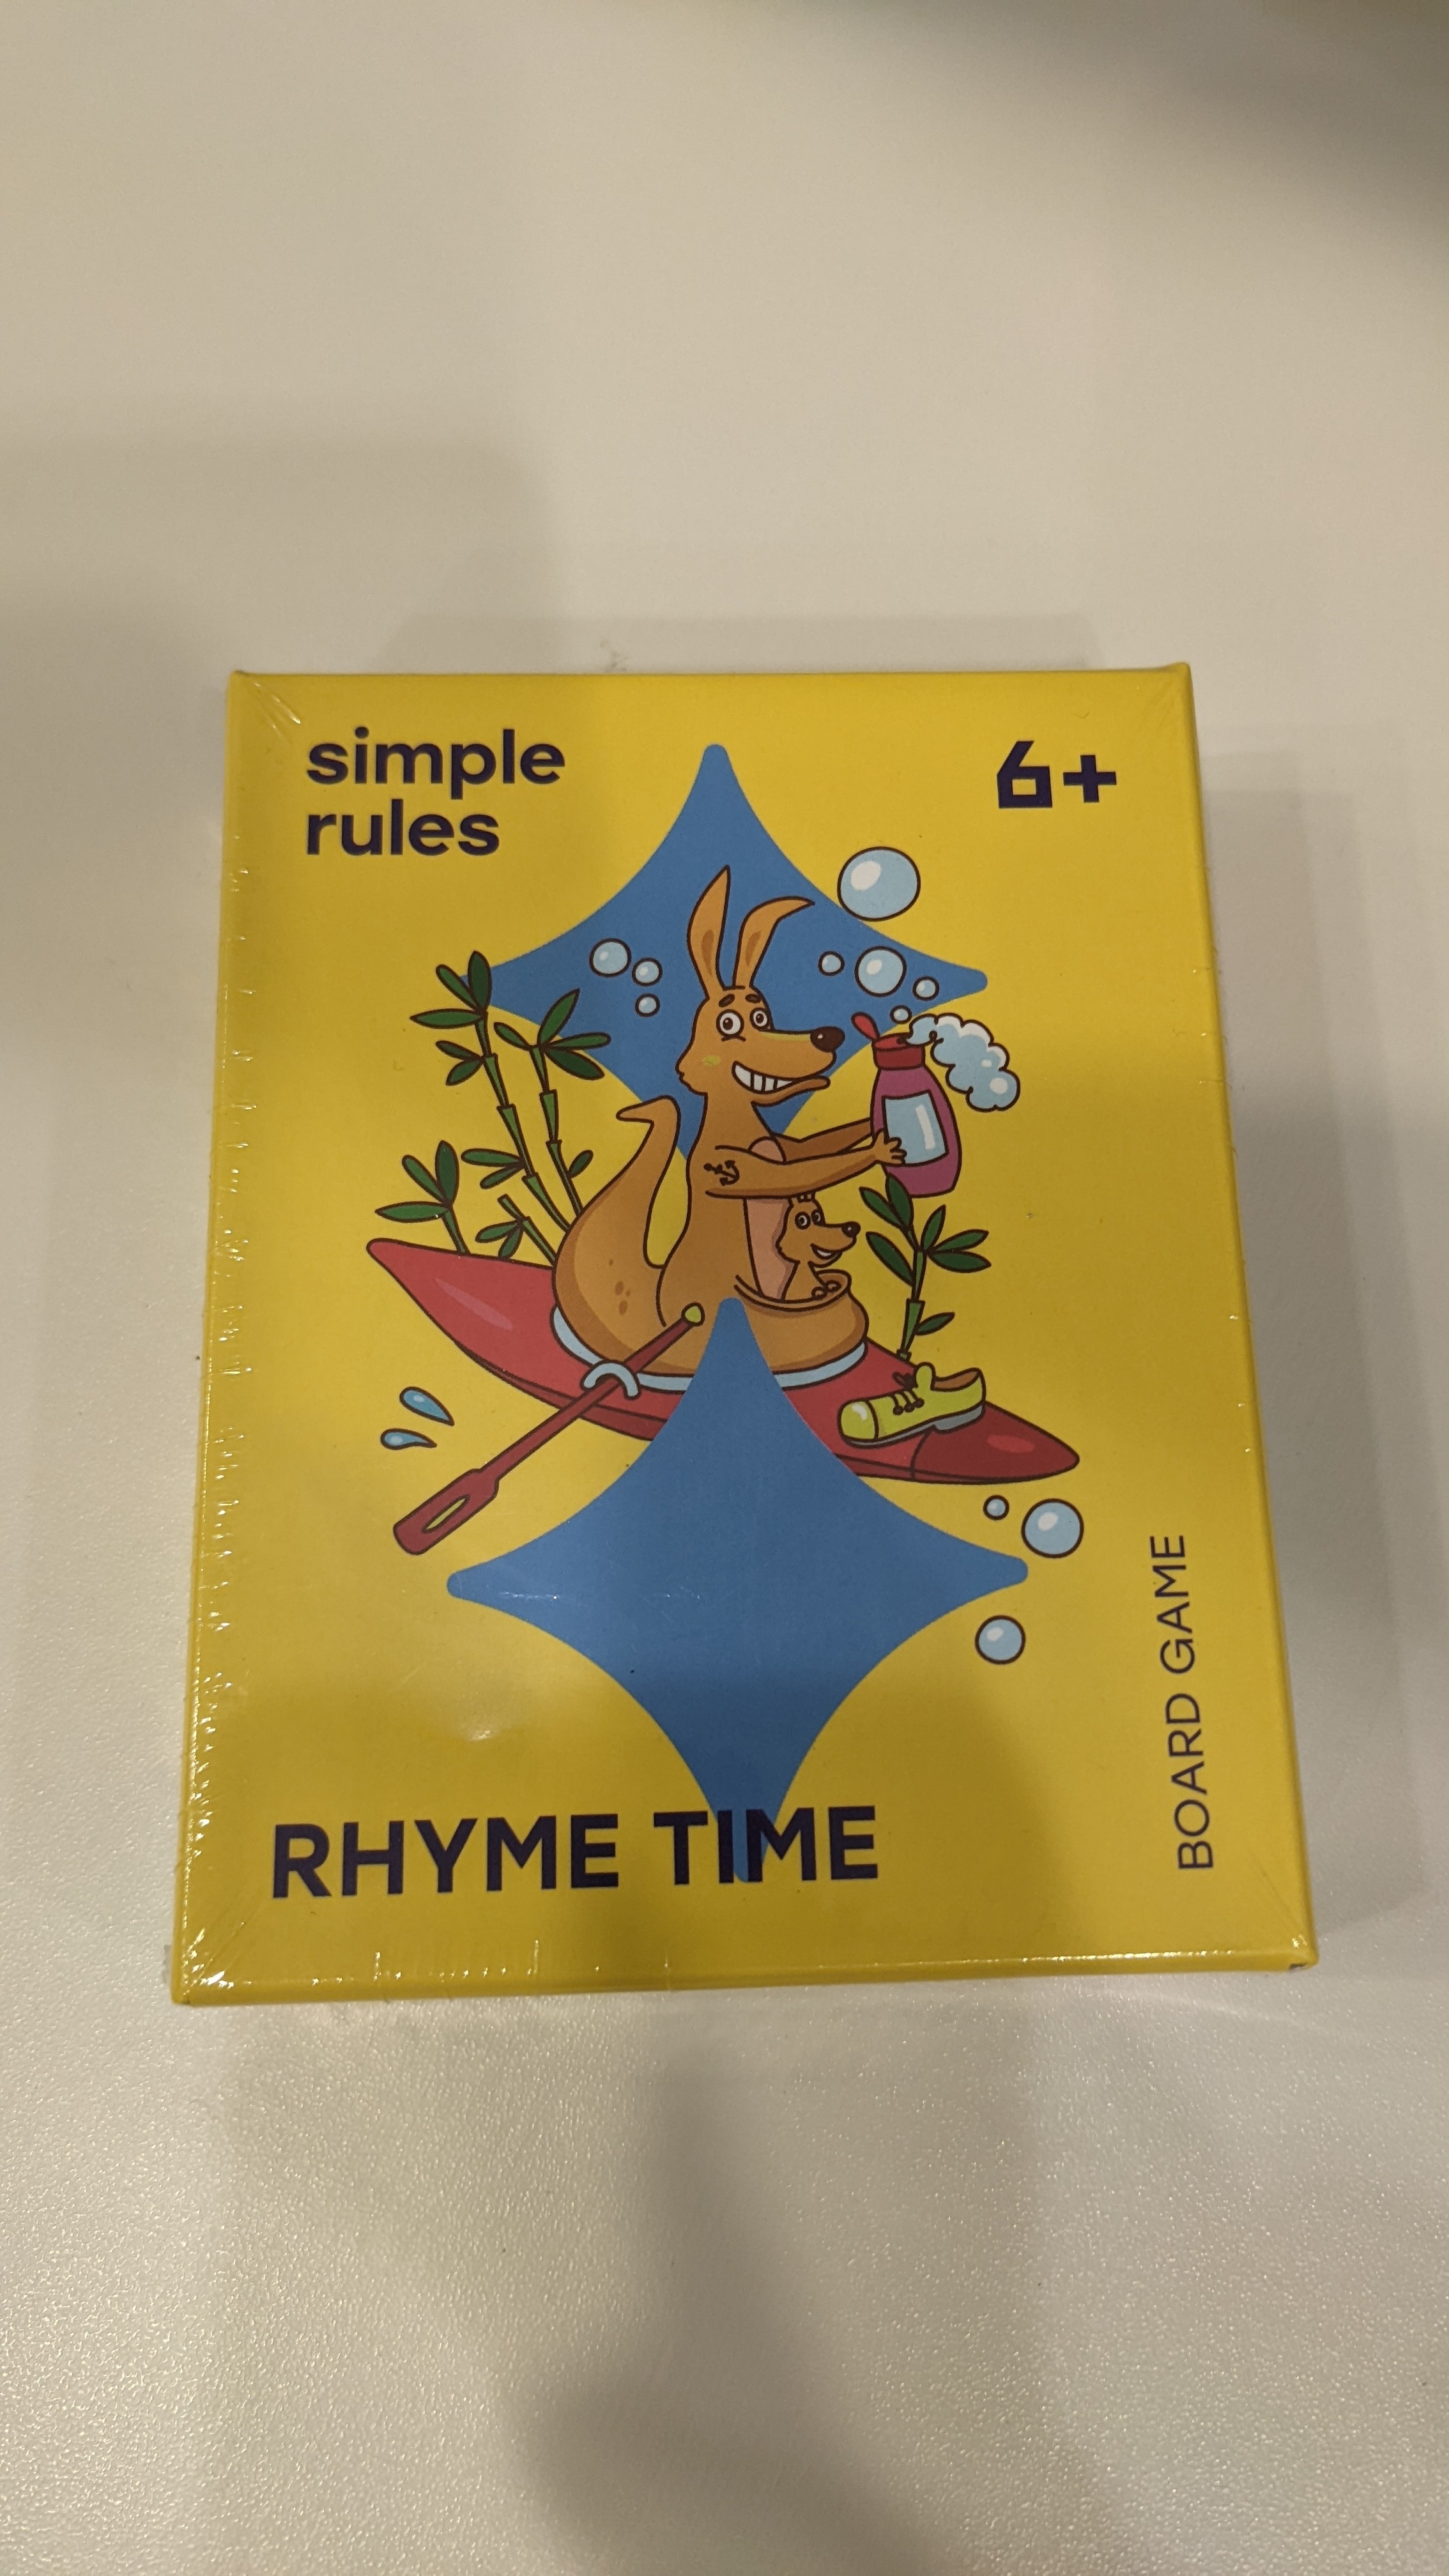 simple
rules
6+
RHYME TIME
BOARD GAME